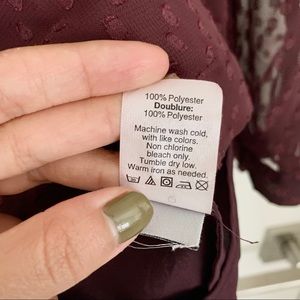 100% Polyester
Doublure:
100% Polyester
Machine wash cold,
with like colors.
Non chlorine
bleach only.
Tumble dry low.
Warm iron as needed.